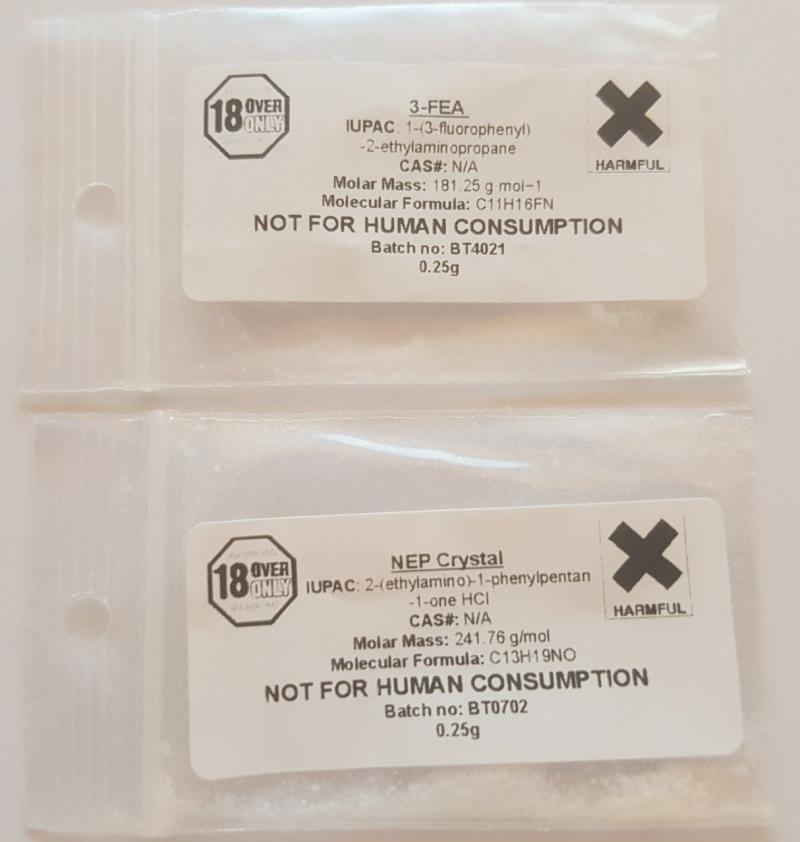 18 OVER ONLY
3-FEA
IUPAC: 1-(3-fluorophenyl)
-2-ethylaminopropane
CAS#: N/A
Molar Mass: 181.25 g mol−1
Molecular Formula: C11H16FN
NOT FOR HUMAN CONSUMPTION
Batch no: BT4021
0.25g
HARMFUL
18 OVER ONLY
NEP Crystal
IUPAC: 2-(ethylamino)-1-phenylpentan
-1-one HCl
CAS#: N/A
Molar Mass: 241.76 g/mol
Molecular Formula: C13H19NO
NOT FOR HUMAN CONSUMPTION
Batch no: BT0702
0.25g
HARMFUL